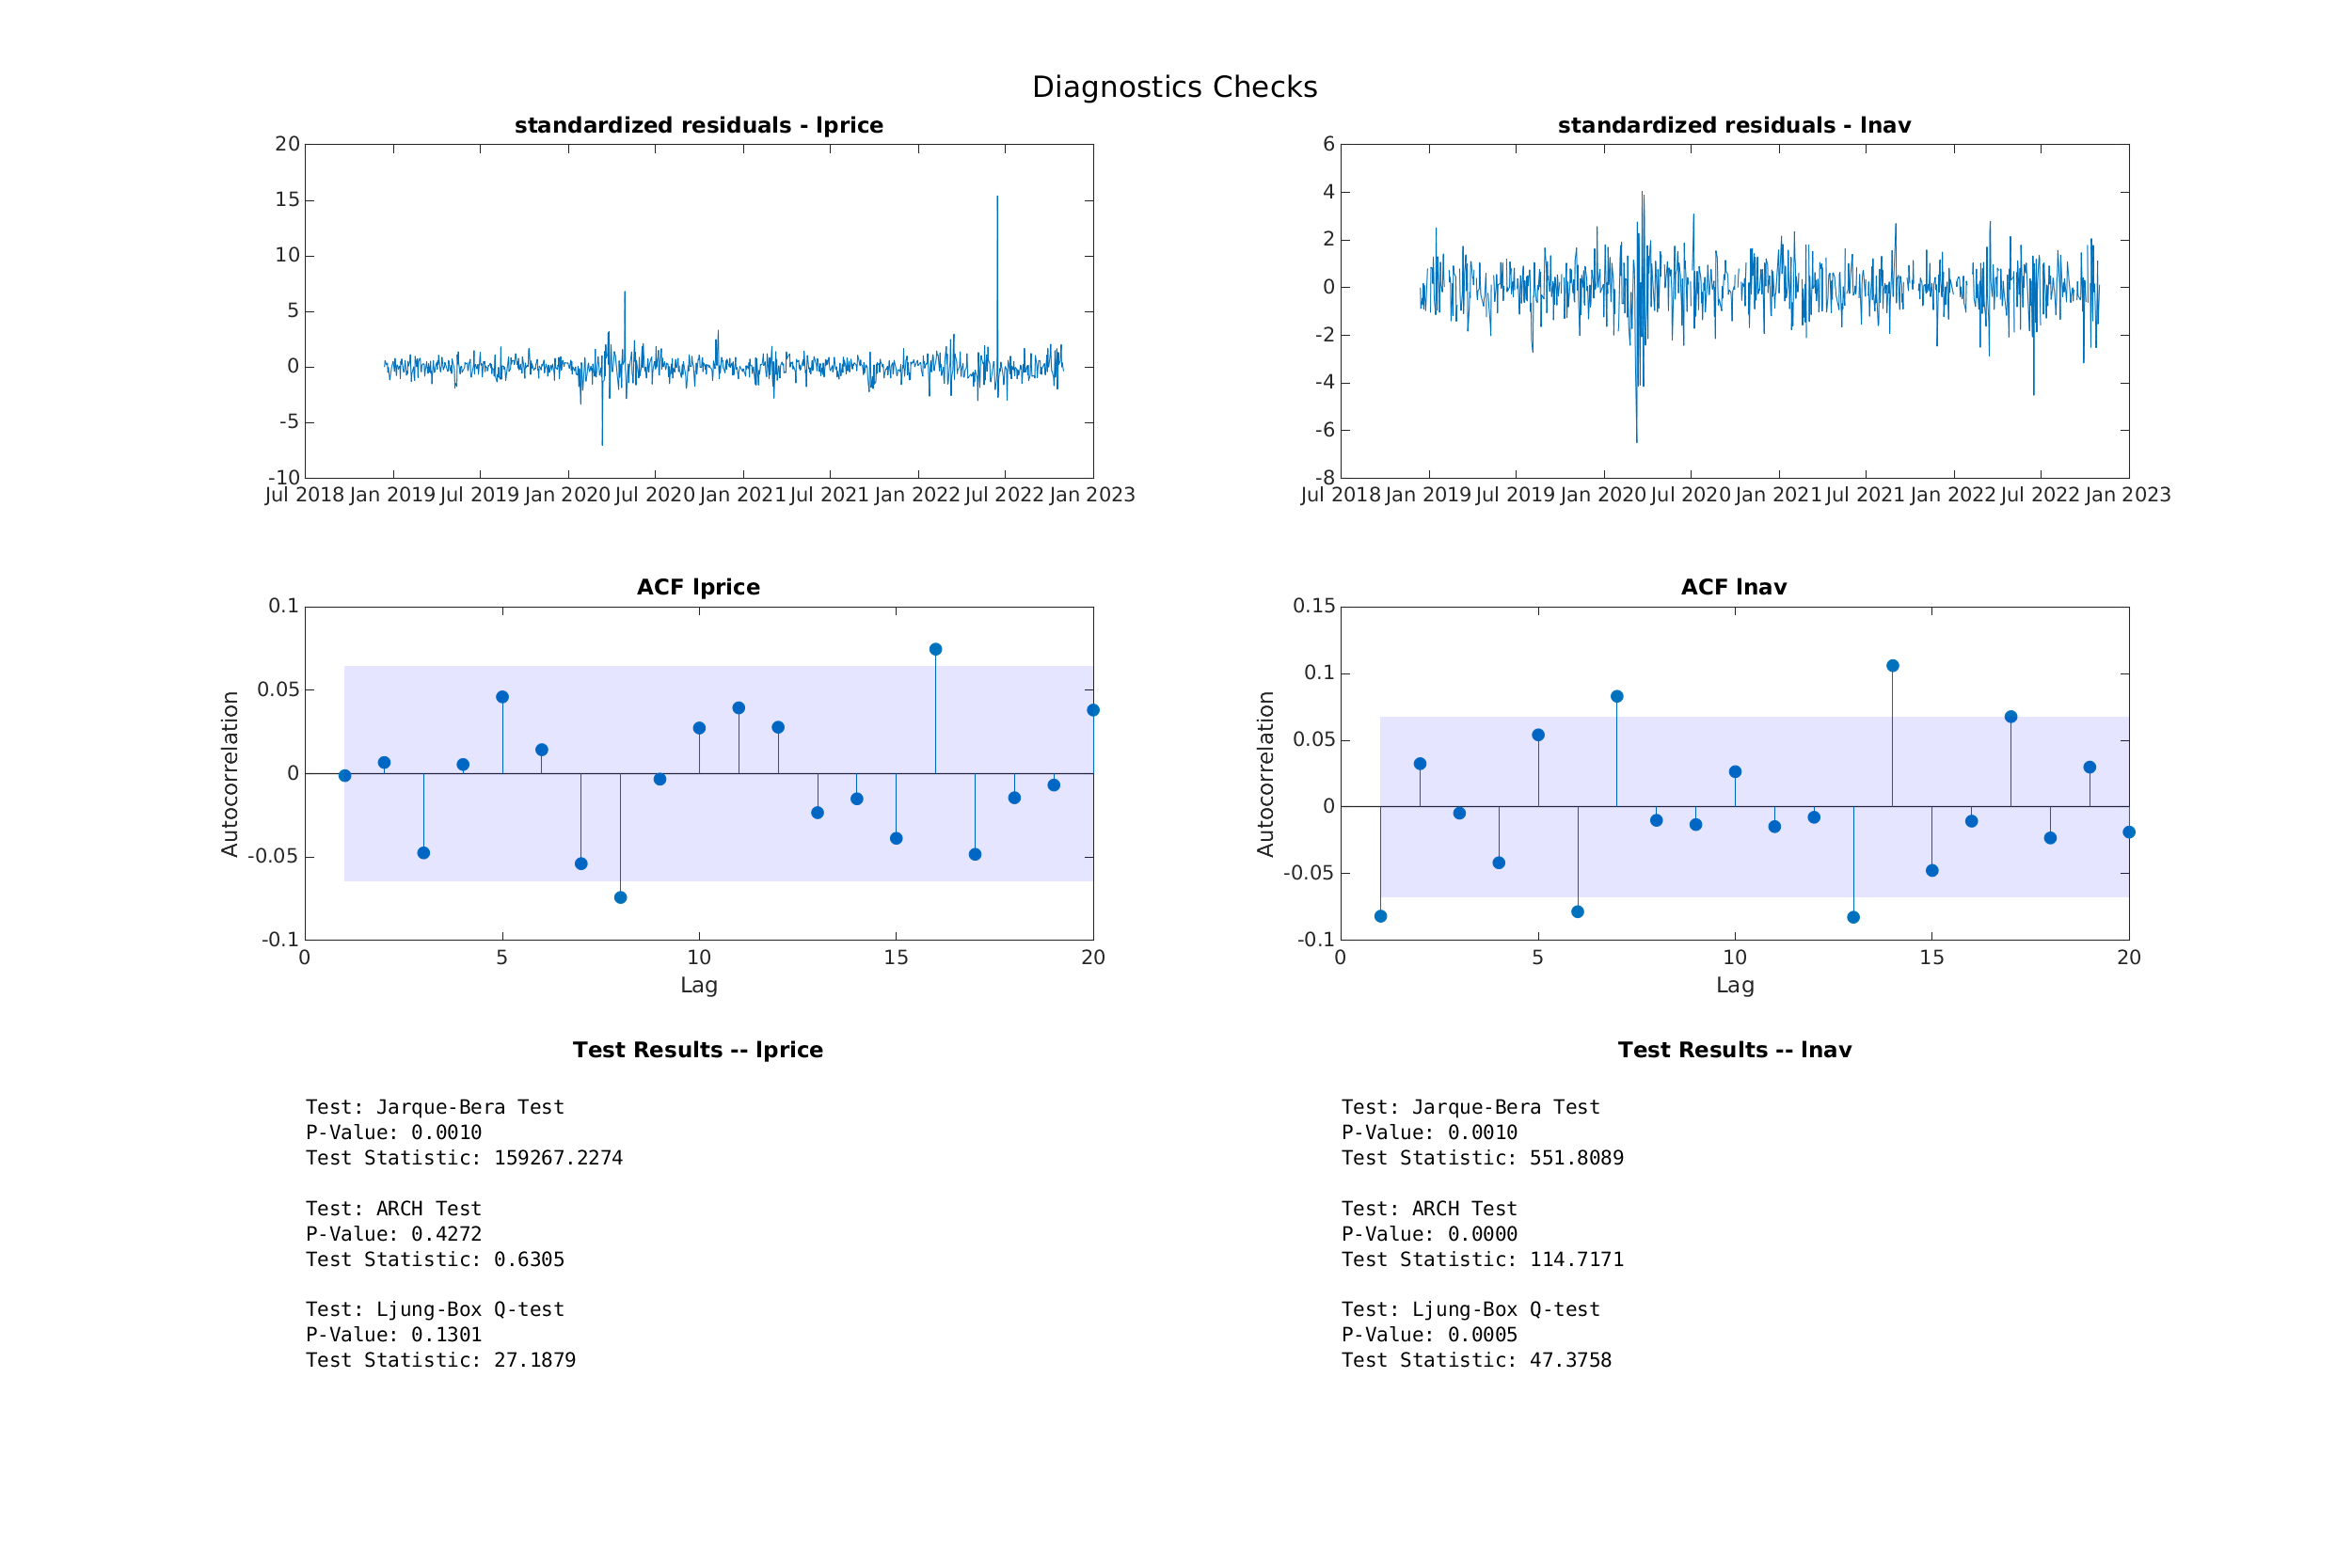 Diagnostics Checks
standardized residuals - lprice
20
15
10
5
0
-5
-10
Jul 2018 Jan 2019 Jul 2019 Jan 2020 Jul 2020 Jan 2021 Jul 2021 Jan 2022 Jul 2022 Jan 2023
standardized residuals - lnav
6
4
2
0
-2
-4
-6
-8
Jul 2018 Jan 2019 Jul 2019 Jan 2020 Jul 2020 Jan 2021 Jul 2021 Jan 2022 Jul 2022 Jan 2023
ACF lprice
0.1
0.05
0
-0.05
-0.1
Autocorrelation
0 5 10 15 20
Lag
ACF lnav
0.15
0.1
0.05
0
-0.05
-0.1
Autocorrelation
0 5 10 15 20
Lag
Test Results -- lprice
Test: Jarque-Bera Test
P-Value: 0.0010
Test Statistic: 159267.2274
Test: ARCH Test
P-Value: 0.4272
Test Statistic: 0.6305
Test: Ljung-Box Q-test
P-Value: 0.1301
Test Statistic: 27.1879
Test Results -- lnav
Test: Jarque-Bera Test
P-Value: 0.0010
Test Statistic: 551.8089
Test: ARCH Test
P-Value: 0.0000
Test Statistic: 114.7171
Test: Ljung-Box Q-test
P-Value: 0.0005
Test Statistic: 47.3758